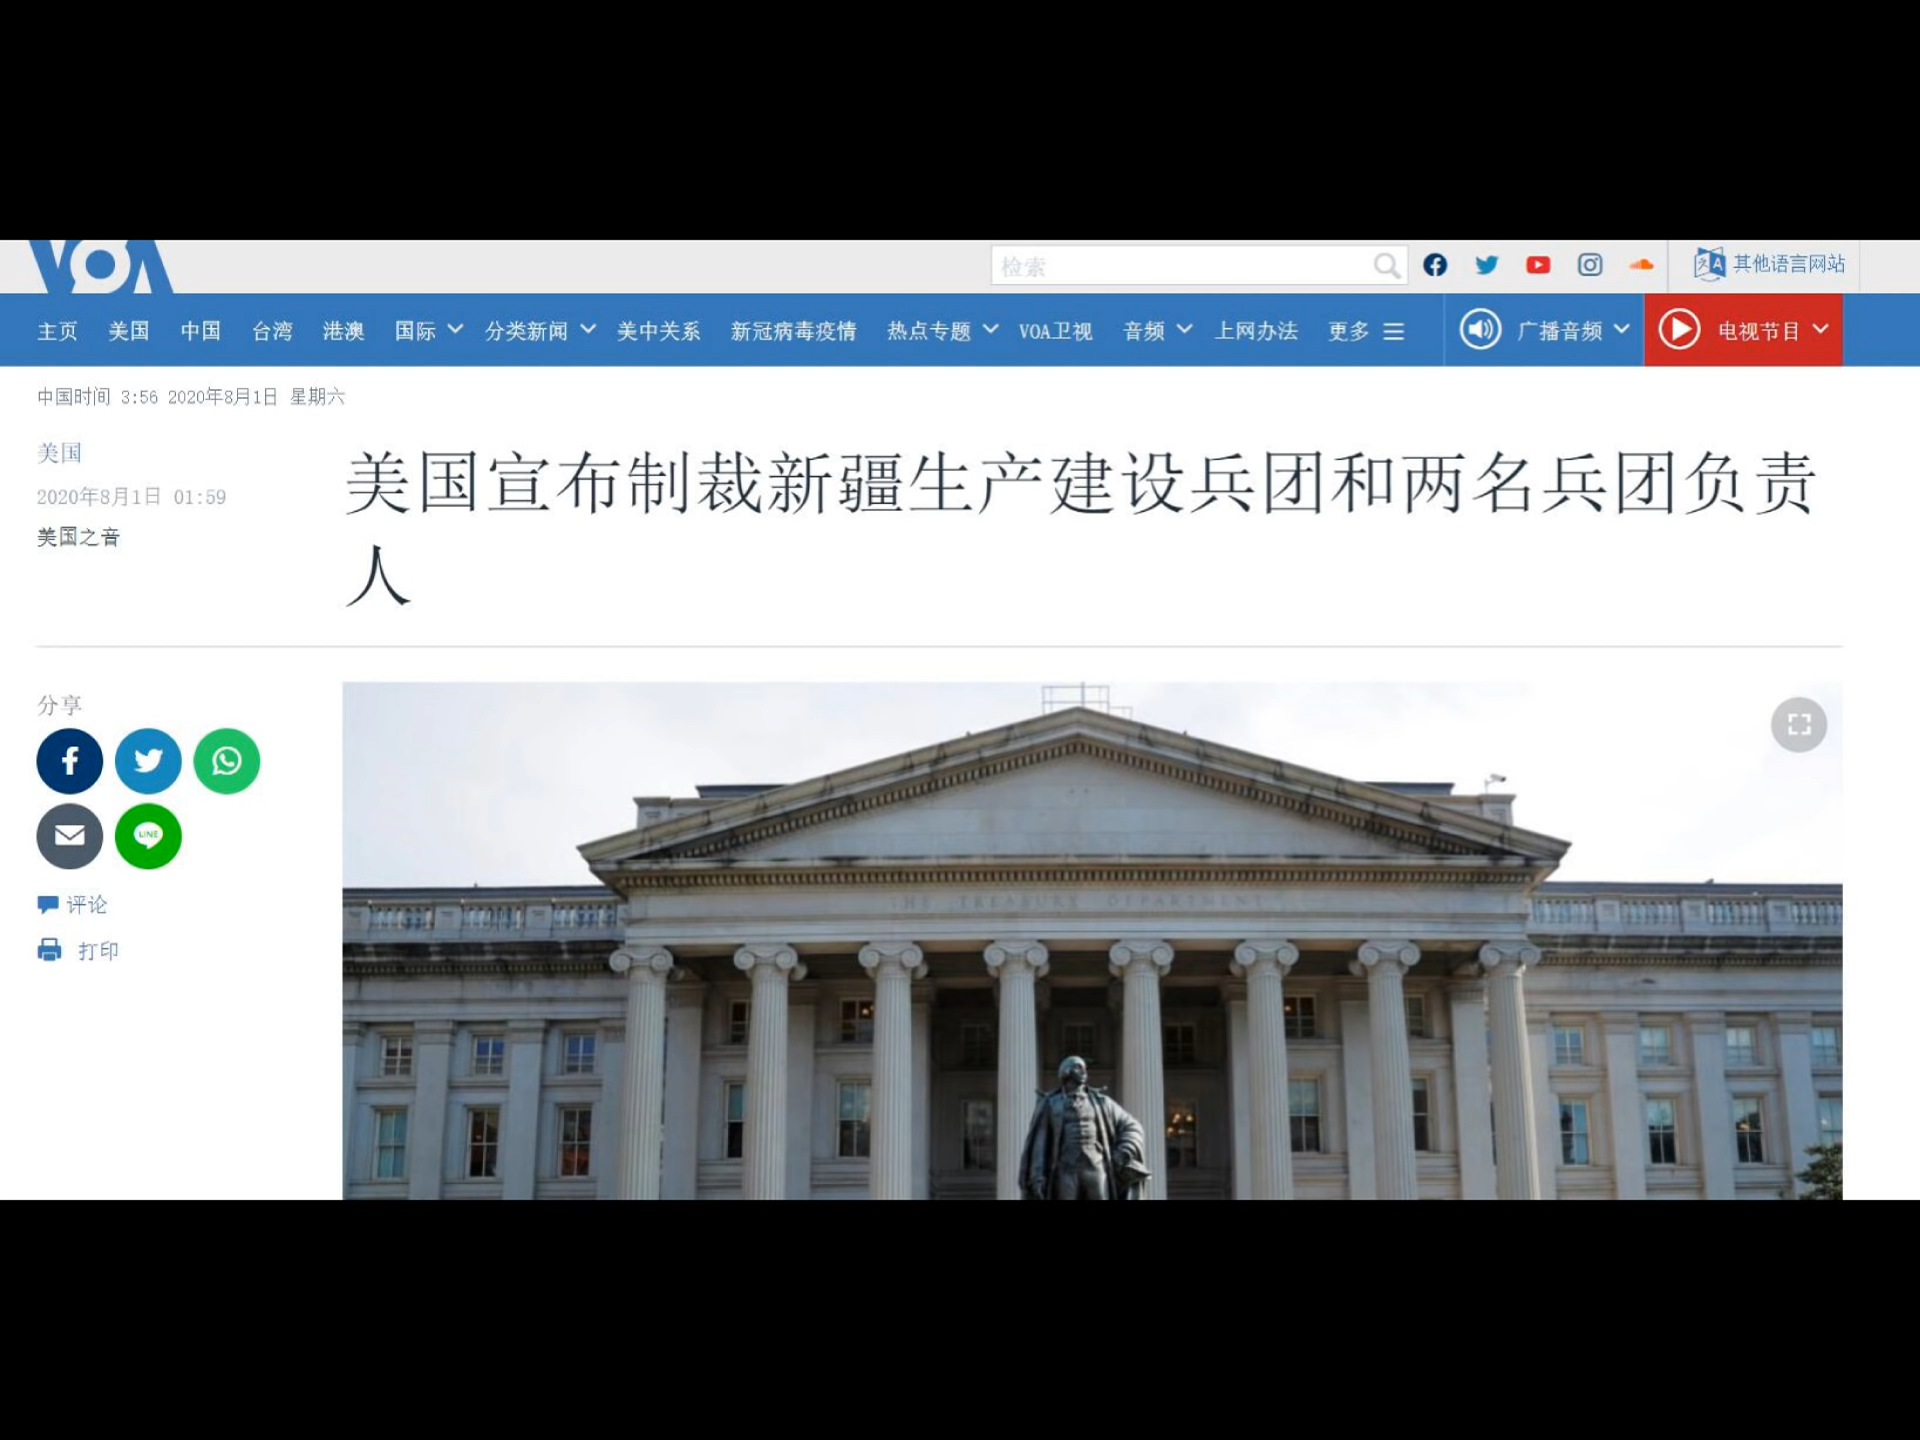 VOA
检索
其他语言网站
主页 美国 中国 台湾 港澳 国际 分类新闻 美中关系 新冠病毒疫情 热点专题 VOA卫视 音频 上网办法 更多 广播音频 电视节目
中国时间 3:56 2020年8月1日 星期六
美国
2020年8月1日 01:59
美国之音
美国宣布制裁新疆生产建设兵团和两名兵团负责
人
分享
LINE
评论
打印
THE TREASURY DEPARTMENT